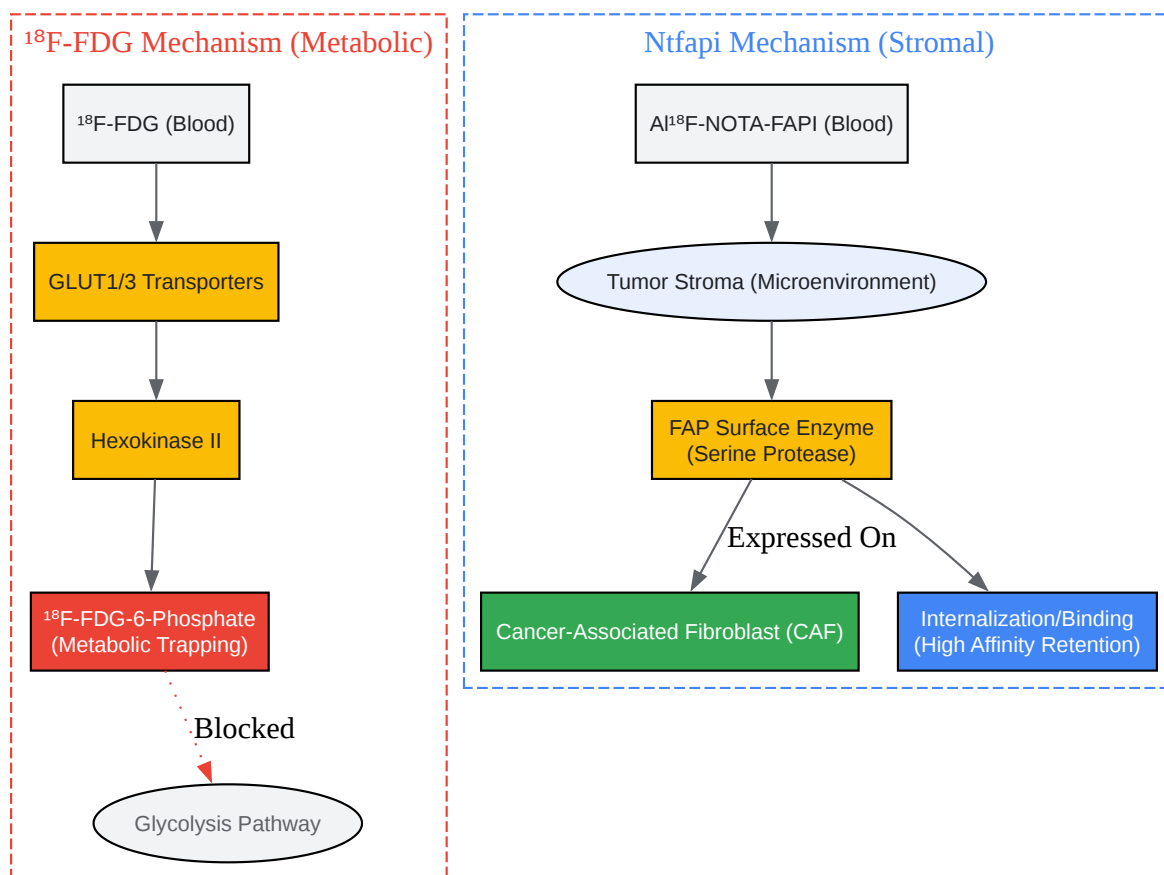 ¹⁸F-FDG Mechanism (Metabolic)
¹⁸F-FDG (Blood)
GLUT1/3 Transporters
Hexokinase II
¹⁸F-FDG-6-Phosphate
(Metabolic Trapping)
Blocked
Glycolysis Pathway
Ntfapi Mechanism (Stromal)
Al¹⁸F-NOTA-FAPI (Blood)
Tumor Stroma (Microenvironment)
FAP Surface Enzyme
(Serine Protease)
Expressed On
Cancer-Associated Fibroblast (CAF)
Internalization/Binding
(High Affinity Retention)